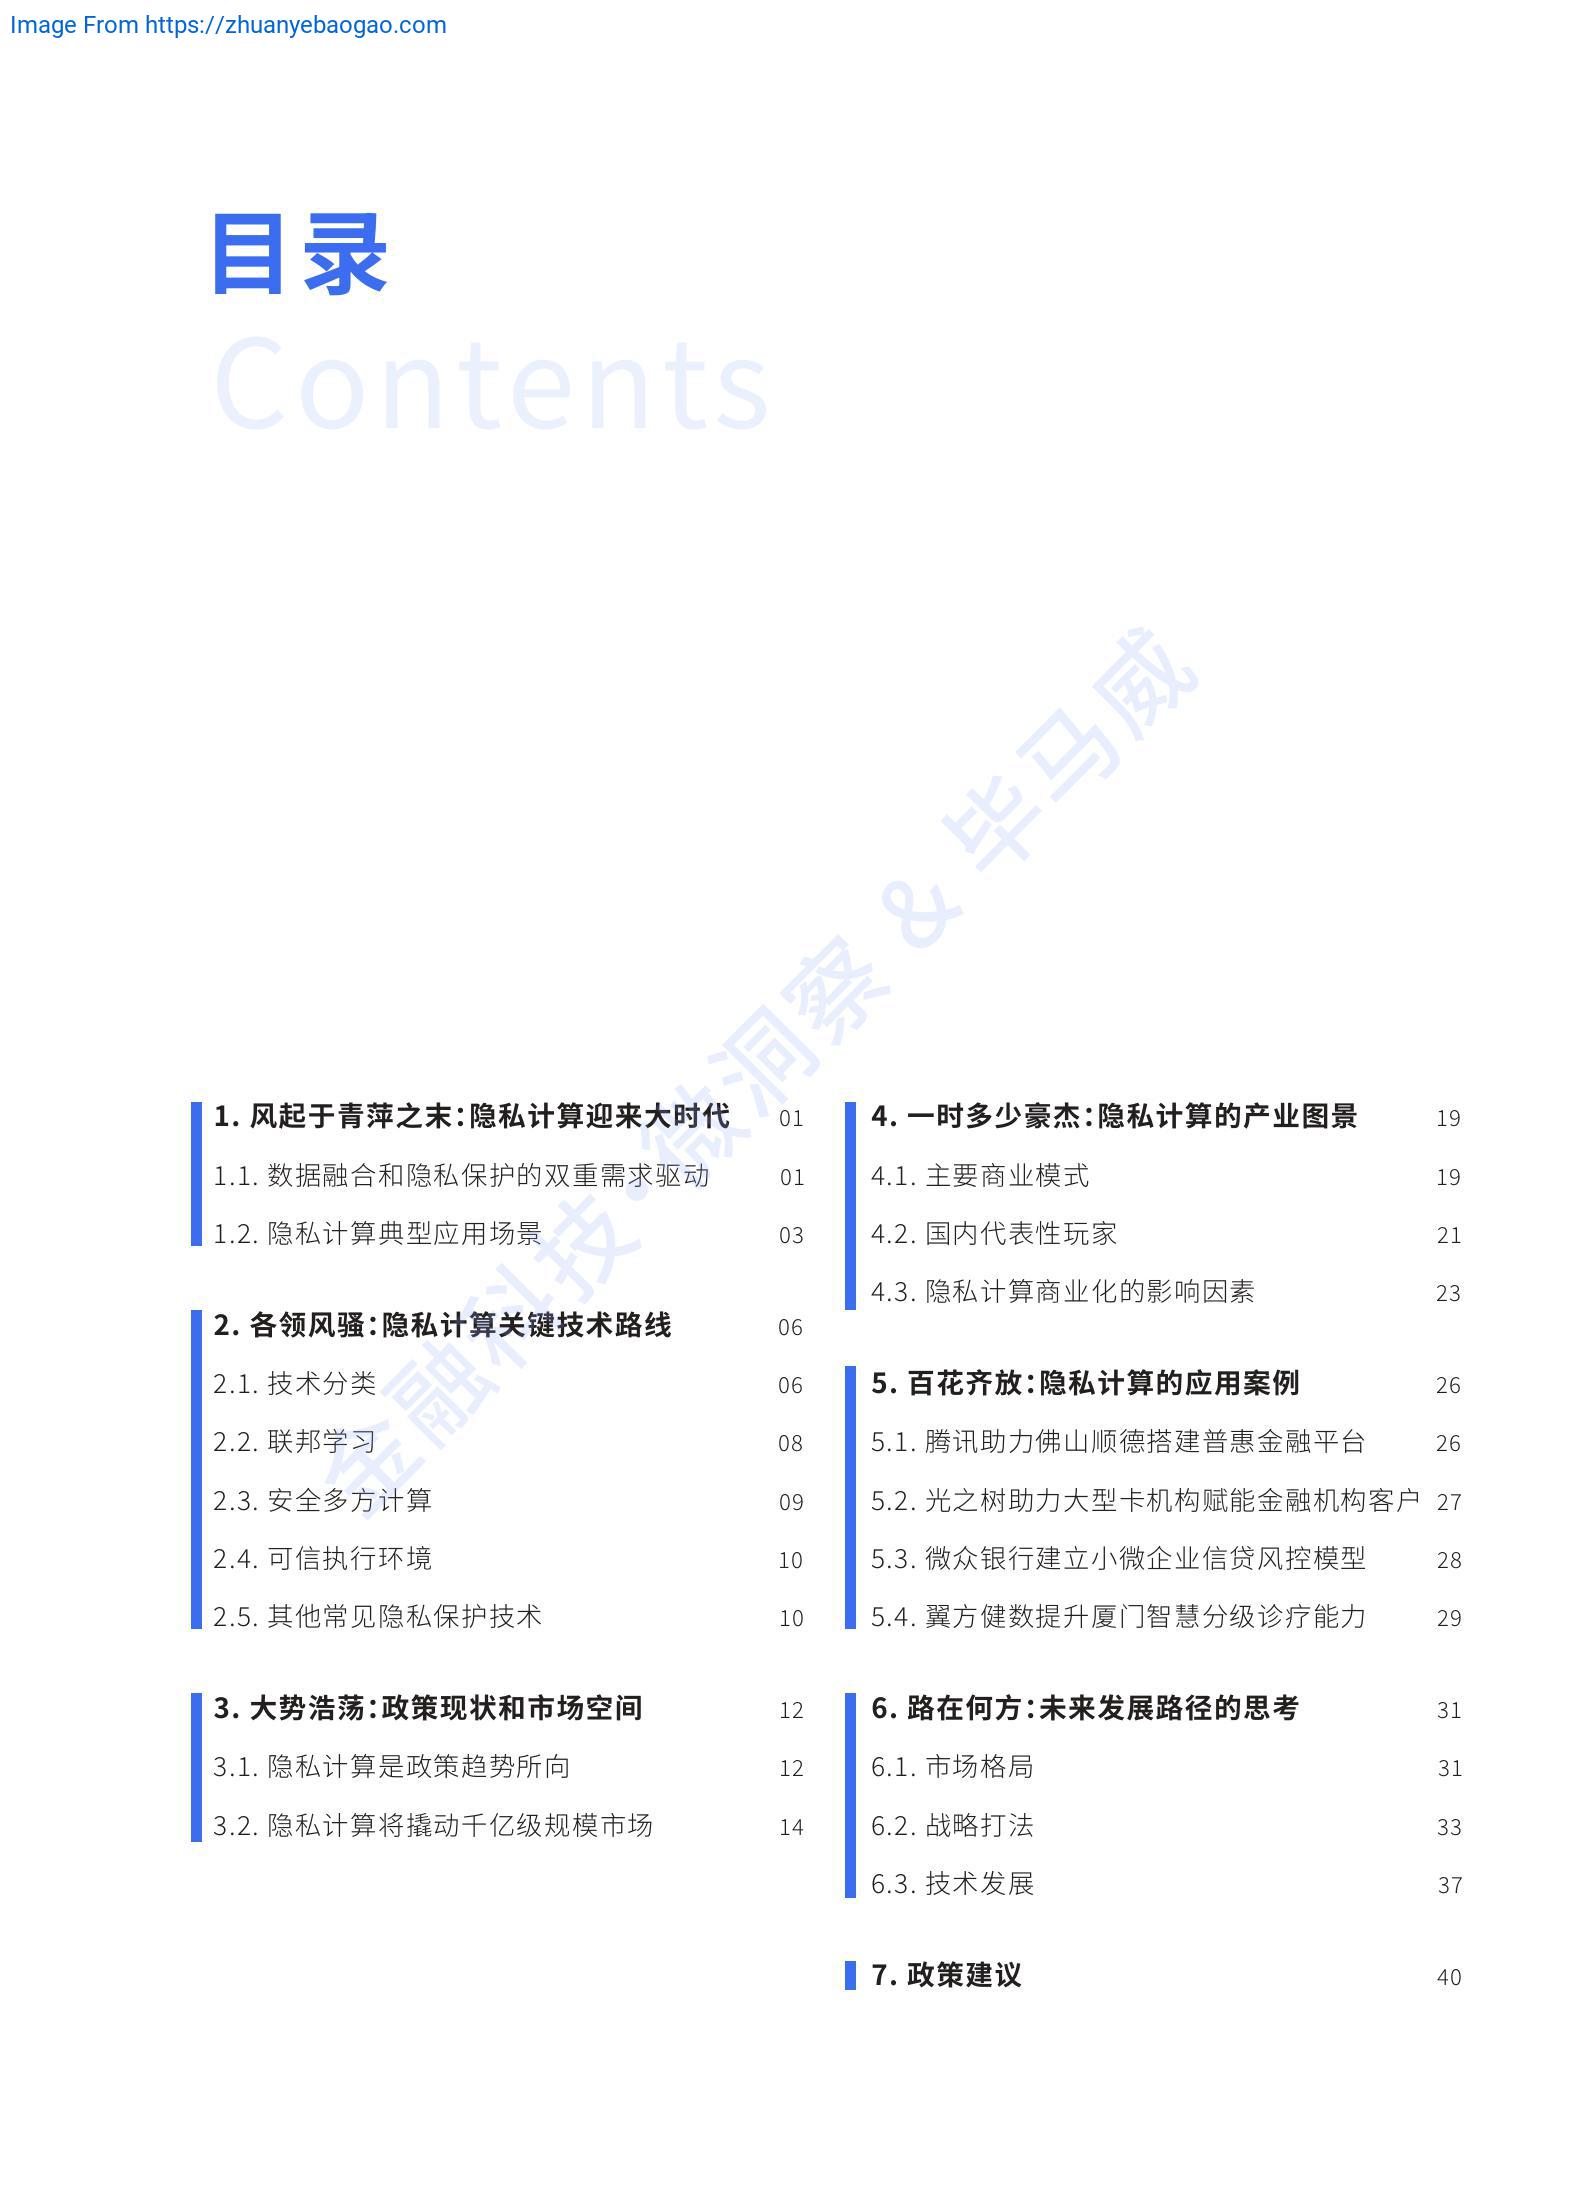 Image From https://zhuanyebaogao.com
目录
Contents
1. 风起于青萍之末：隐私计算迎来大时代 01
1.1. 数据融合和隐私保护的双重需求驱动 01
1.2. 隐私计算典型应用场景 03
2. 各领风骚：隐私计算关键技术路线 06
2.1. 技术分类 06
2.2. 联邦学习 08
2.3. 安全多方计算 09
2.4. 可信执行环境 10
2.5. 其他常见隐私保护技术 10
3. 大势浩荡：政策现状和市场空间 12
3.1. 隐私计算是政策趋势所向 12
3.2. 隐私计算将撬动千亿级规模市场 14
4. 一时多少豪杰：隐私计算的产业图景 19
4.1. 主要商业模式 19
4.2. 国内代表性玩家 21
4.3. 隐私计算商业化的影响因素 23
5. 百花齐放：隐私计算的应用案例 26
5.1. 腾讯助力佛山顺德搭建普惠金融平台 26
5.2. 光之树助力大型卡机构赋能金融机构客户 27
5.3. 微众银行建立小微企业信贷风控模型 28
5.4. 翼方健数提升厦门智慧分级诊疗能力 29
6. 路在何方：未来发展路径的思考 31
6.1. 市场格局 31
6.2. 战略打法 33
6.3. 技术发展 37
7. 政策建议 40
金融科技·微洞察 & 毕马威